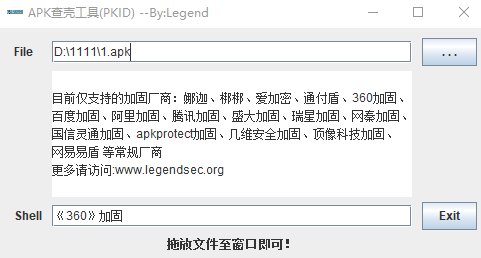 APK查壳工具(PKID) --By:Legend
File D:\1111\1.apk ...
目前仅支持的加固厂商：娜迦、梆梆、爱加密、通付盾、360加固、
百度加固、阿里加固、腾讯加固、盛大加固、瑞星加固、网秦加固、
国信灵通加固、apkprotect加固、几维安全加固、顶像科技加固、
网易易盾 等常规厂商
更多请访问:www.legendsec.org
Shell 《360》加固 Exit
拖放文件至窗口即可！